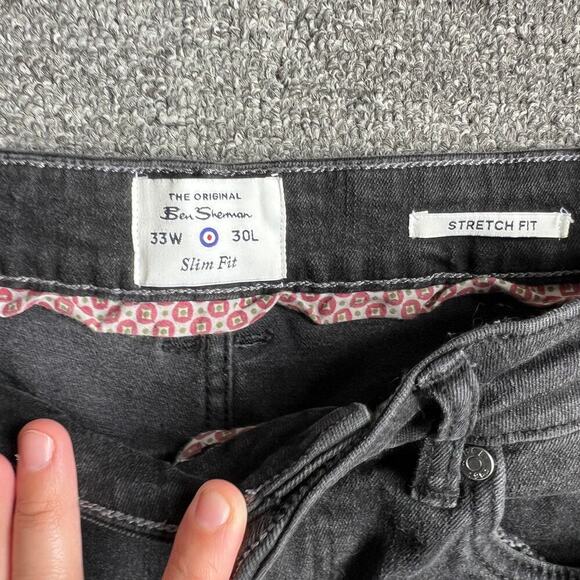 THE ORIGINAL
Ben Sherman
33W 30L
Slim Fit
STRETCH FIT